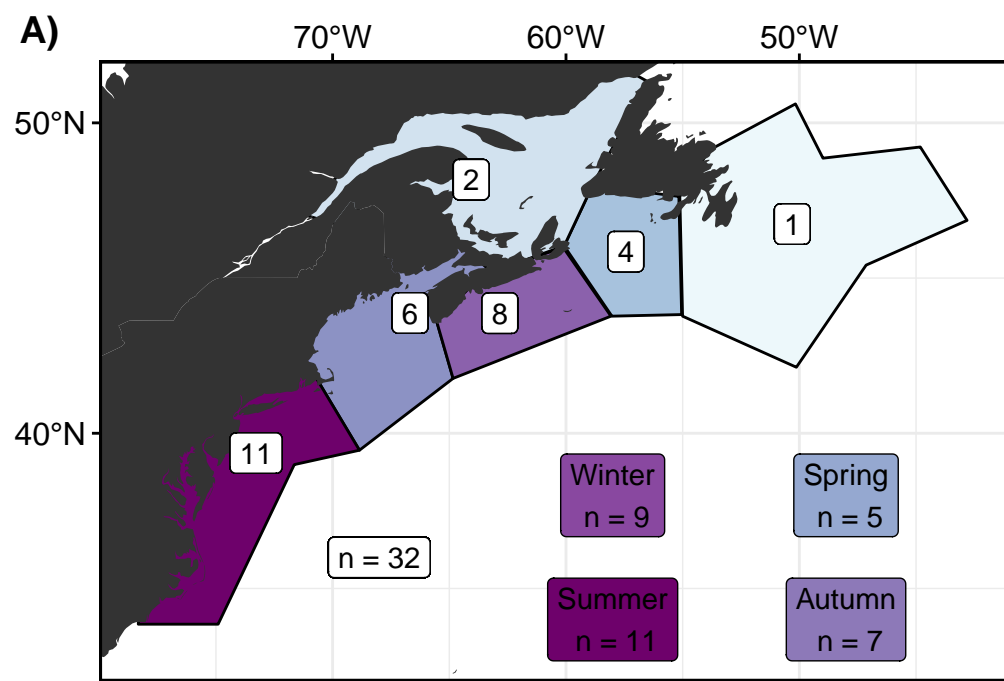 A)
70°W 60°W 50°W
50°N
2
1
4
6
8
40°N
11
Winter
n = 9
Spring
n = 5
n = 32
Summer
n = 11
Autumn
n = 7